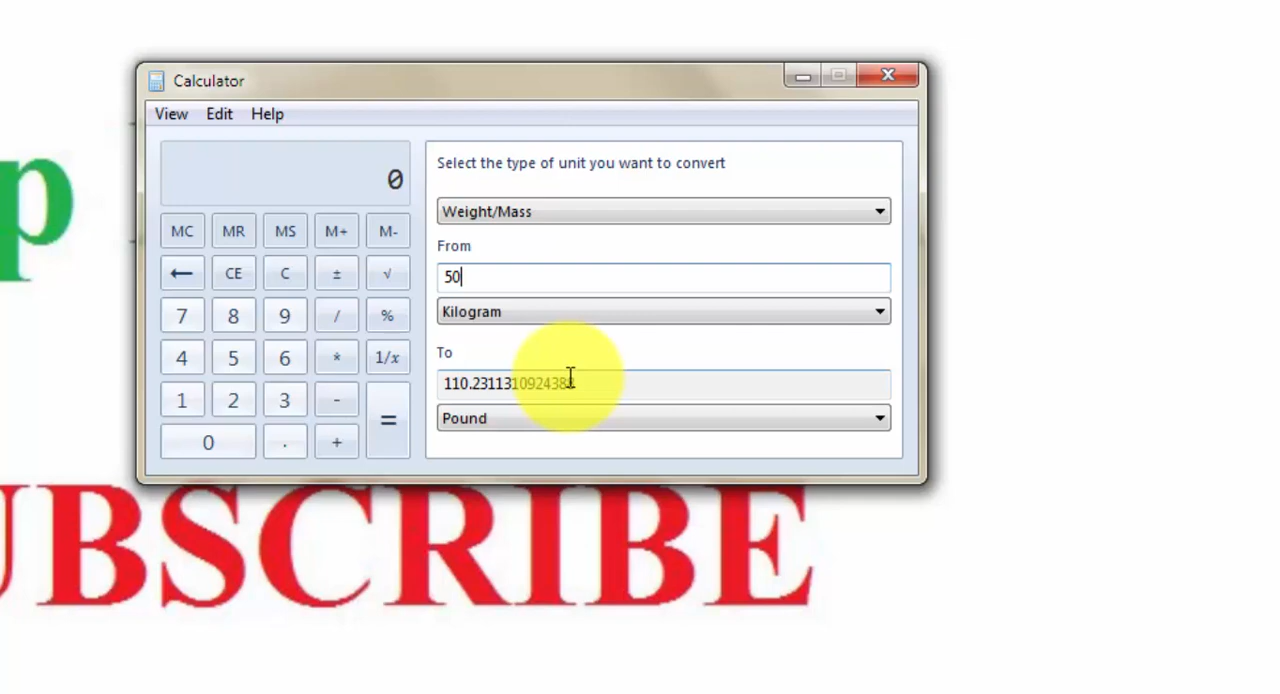 Calculator
View Edit Help
0
MC MR MS M+ M-
← CE C ± √
7 8 9 / %
4 5 6 * 1/x
1 2 3 - =
0 . +
Select the type of unit you want to convert
Weight/Mass
From
50
Kilogram
To
Pound
p
UBSCRIBE